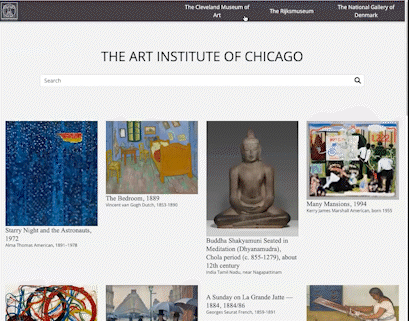 The Cleveland Museum of
Art
The Rijksmuseum
The National Gallery of
Denmark
THE ART INSTITUTE OF CHICAGO
Search
Starry Night and the Astronauts,
1972
Alma Thomas American, 1891-1978
The Bedroom, 1889
Vincent van Gogh Dutch, 1853-1890
Buddha Shakyamuni Seated in
Meditation (Dhyanamudra),
Chola period (c. 855-1279), about
12th century
India Tamil Nadu, near Nagapattinam
Many Mansions, 1994
Kerry James Marshall American, born 1955
A Sunday on La Grande Jatte —
1884, 1884/86
Georges Seurat French, 1859-1891